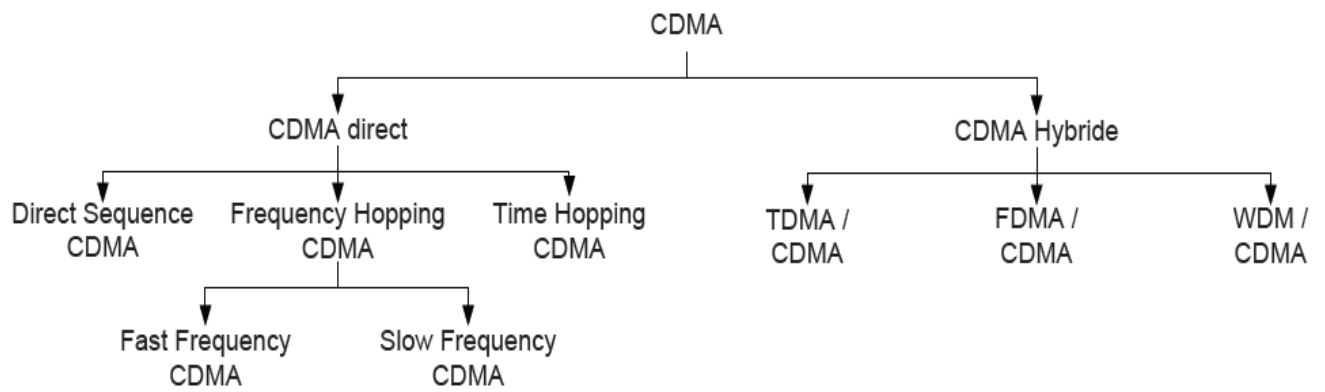 CDMA
CDMA direct
CDMA Hybride
Direct Sequence
CDMA
Frequency Hopping
CDMA
Time Hopping
CDMA
TDMA /
CDMA
FDMA /
CDMA
WDM /
CDMA
Fast Frequency
CDMA
Slow Frequency
CDMA